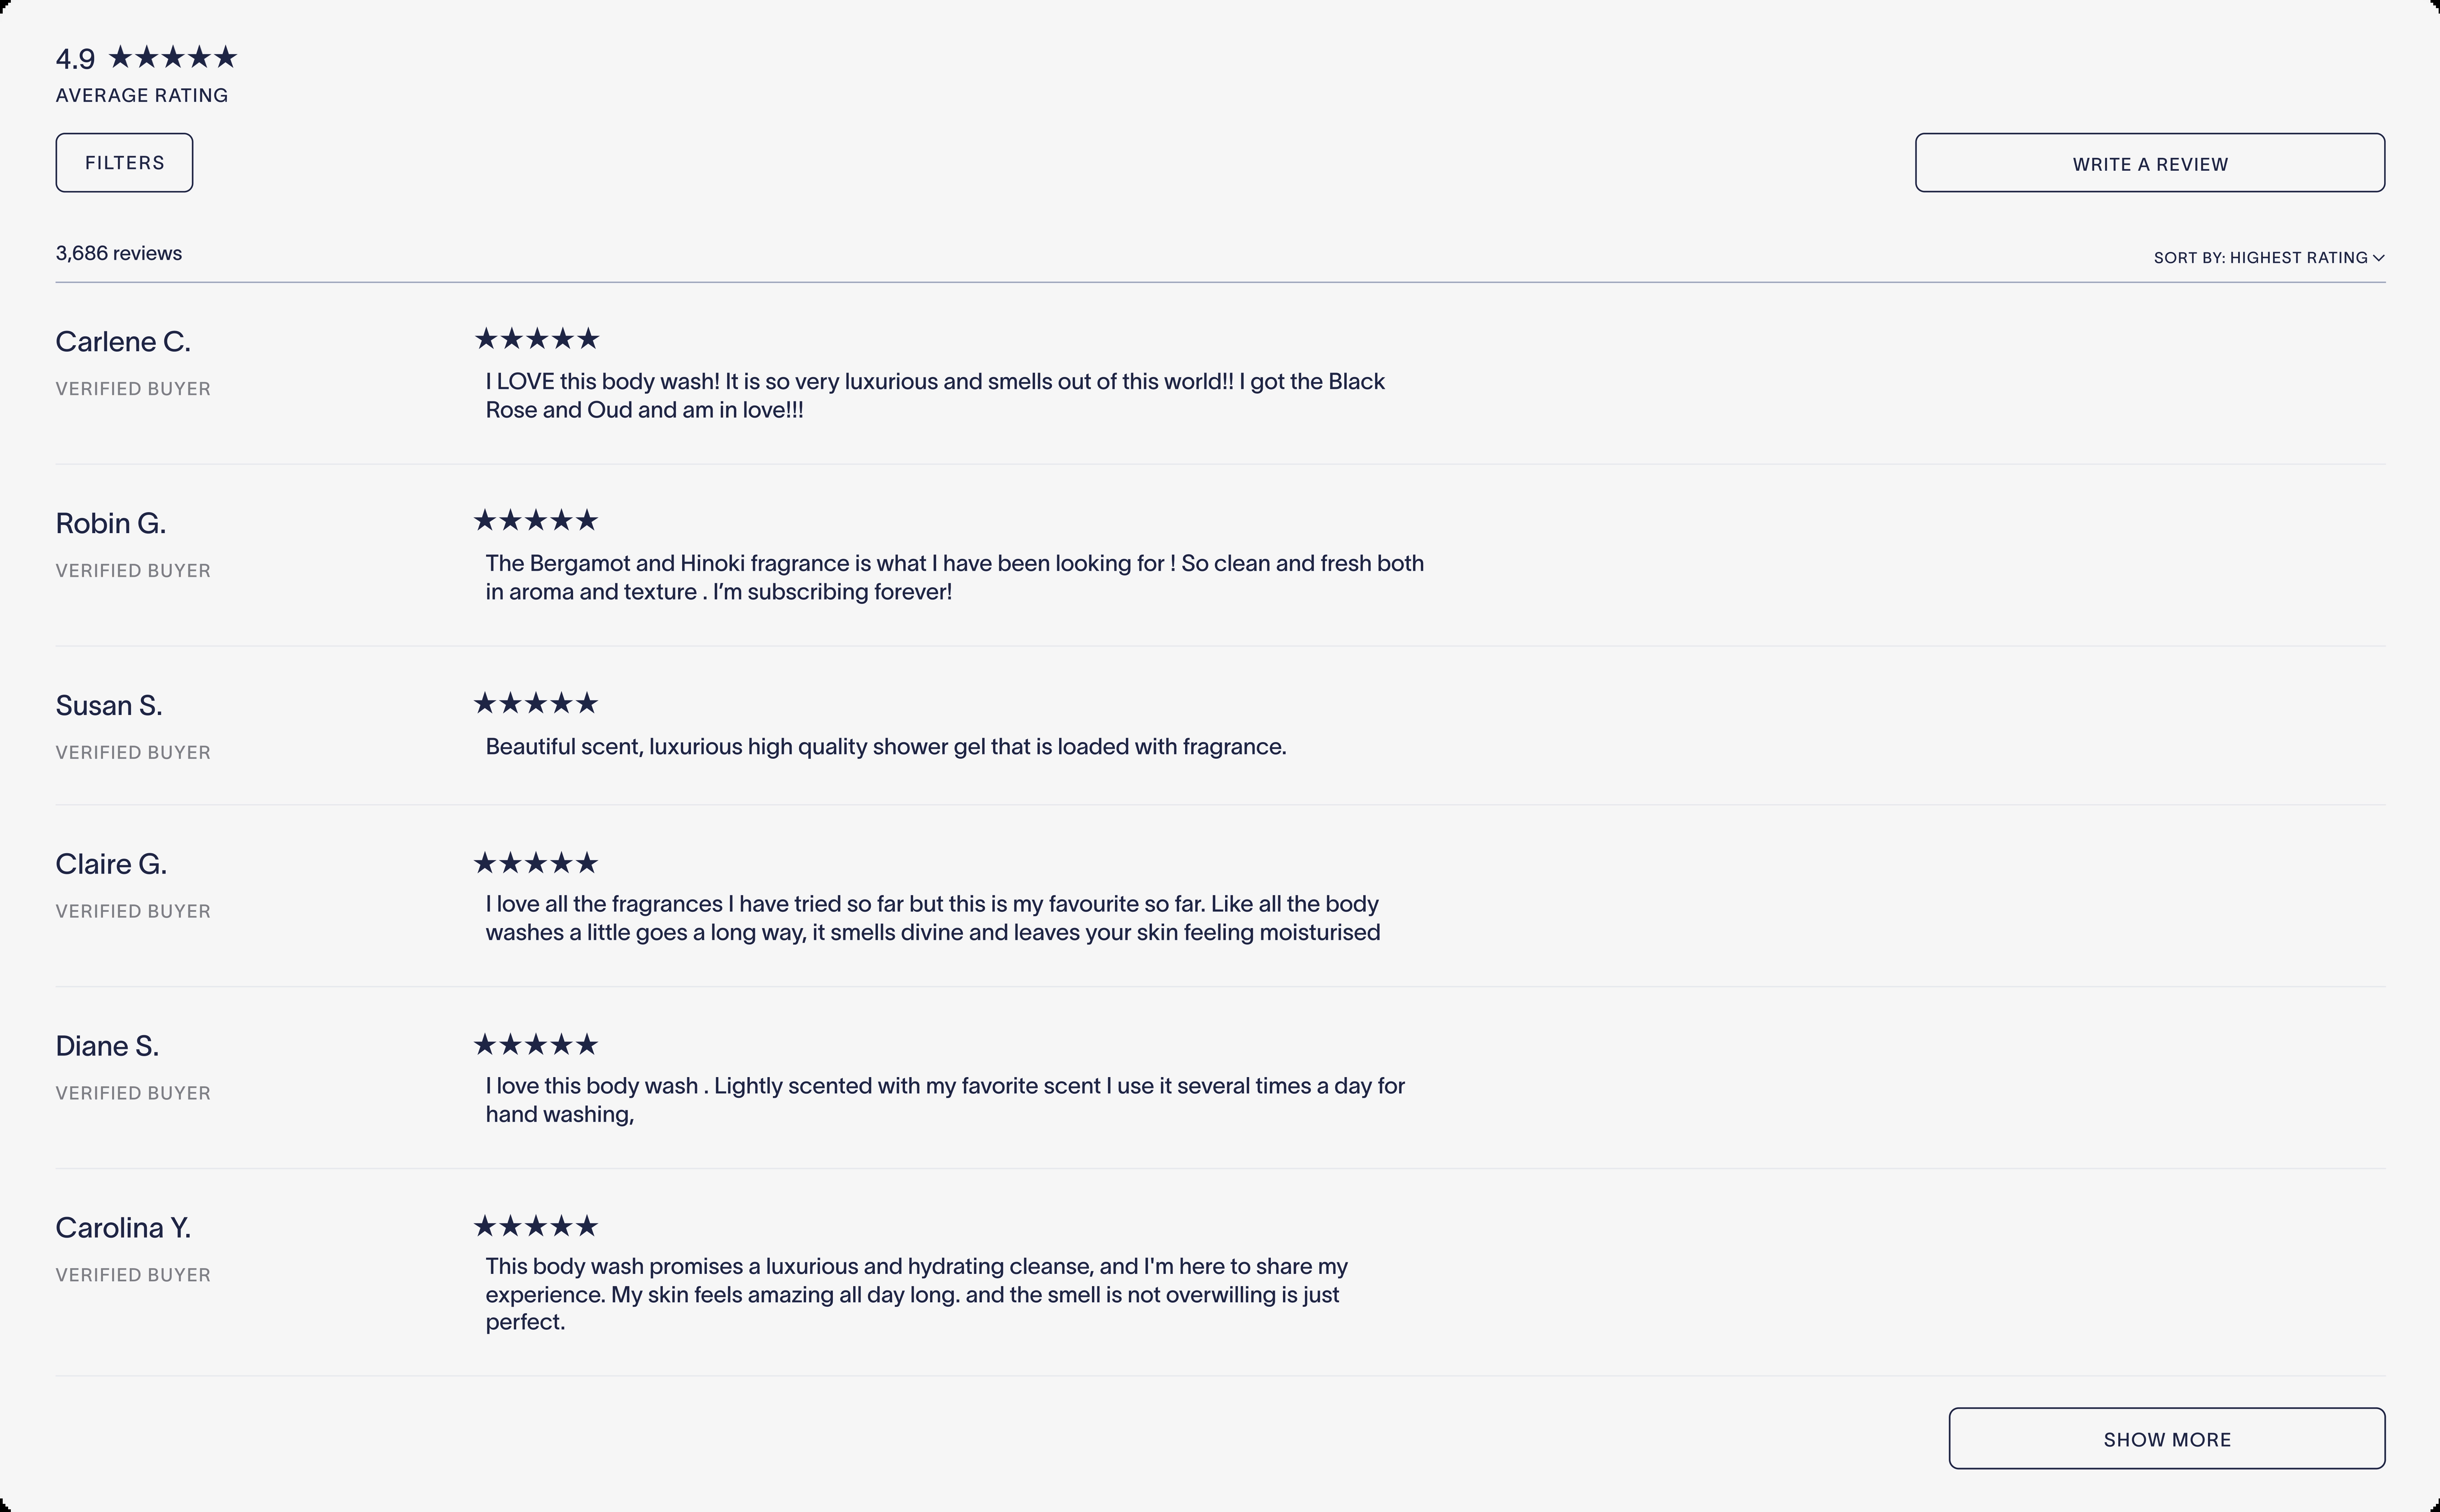 4.9 ★★★★★
AVERAGE RATING
FILTERS
WRITE A REVIEW
3,686 reviews
SORT BY: HIGHEST RATING
Carlene C.
VERIFIED BUYER
★★★★★
I LOVE this body wash! It is so very luxurious and smells out of this world!! I got the Black
Rose and Oud and am in love!!!
Robin G.
VERIFIED BUYER
★★★★★
The Bergamot and Hinoki fragrance is what I have been looking for ! So clean and fresh both
in aroma and texture . I’m subscribing forever!
Susan S.
VERIFIED BUYER
★★★★★
Beautiful scent, luxurious high quality shower gel that is loaded with fragrance.
Claire G.
VERIFIED BUYER
★★★★★
I love all the fragrances I have tried so far but this is my favourite so far. Like all the body
washes a little goes a long way, it smells divine and leaves your skin feeling moisturised
Diane S.
VERIFIED BUYER
★★★★★
I love this body wash . Lightly scented with my favorite scent I use it several times a day for
hand washing,
Carolina Y.
VERIFIED BUYER
★★★★★
This body wash promises a luxurious and hydrating cleanse, and I'm here to share my
experience. My skin feels amazing all day long. and the smell is not overwilling is just
perfect.
SHOW MORE